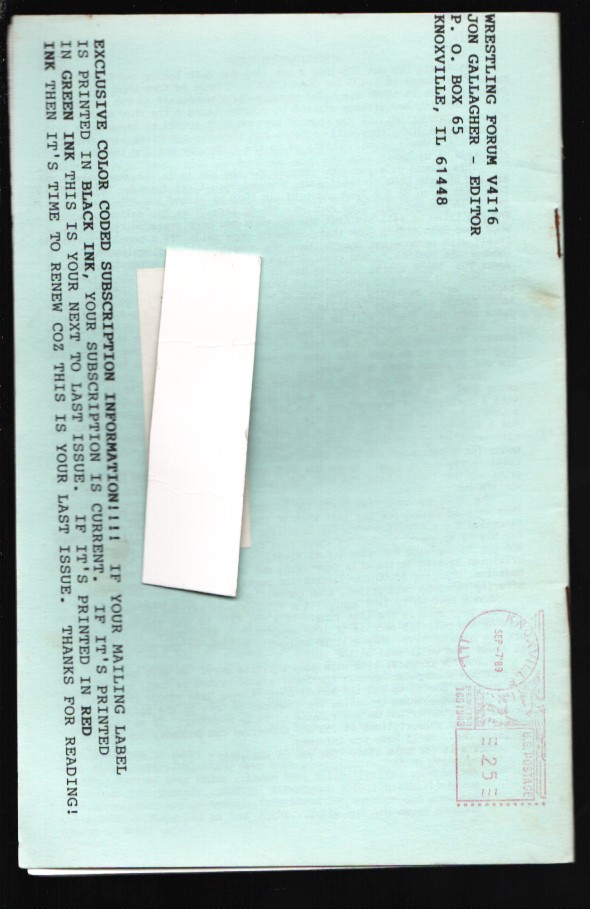 WRESTLING FORUM V4I16
JON GALLAGHER - EDITOR
P. O. BOX 65
KNOXVILLE, IL 61448
SEP -7'89
U.S. POSTAGE
25
EXCLUSIVE COLOR CODED SUBSCRIPTION INFORMATION!!!! IF YOUR MAILING LABEL
IS PRINTED IN BLACK INK, YOUR SUBSCRIPTION IS CURRENT. IF IT'S PRINTED
IN GREEN INK THIS IS YOUR NEXT TO LAST ISSUE. IF IT'S PRINTED IN RED
INK THEN IT'S TIME TO RENEW COZ THIS IS YOUR LAST ISSUE. THANKS FOR READING!